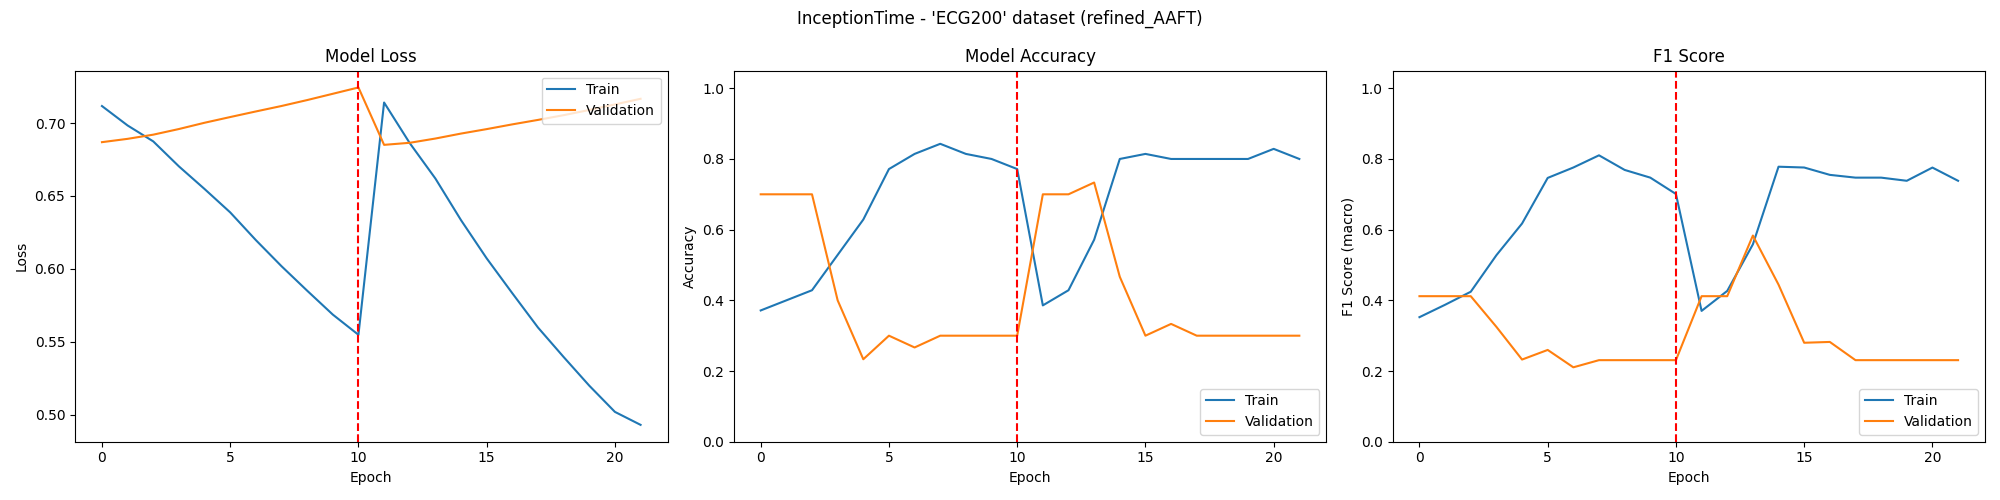 InceptionTime - 'ECG200' dataset (refined_AAFT)
Model Loss
Loss
0.70
0.65
0.60
0.55
0.50
0 5 10 15 20
Epoch
Train
Validation
Model Accuracy
Accuracy
1.0
0.8
0.6
0.4
0.2
0.0
0 5 10 15 20
Epoch
Train
Validation
F1 Score
F1 Score (macro)
1.0
0.8
0.6
0.4
0.2
0.0
0 5 10 15 20
Epoch
Train
Validation